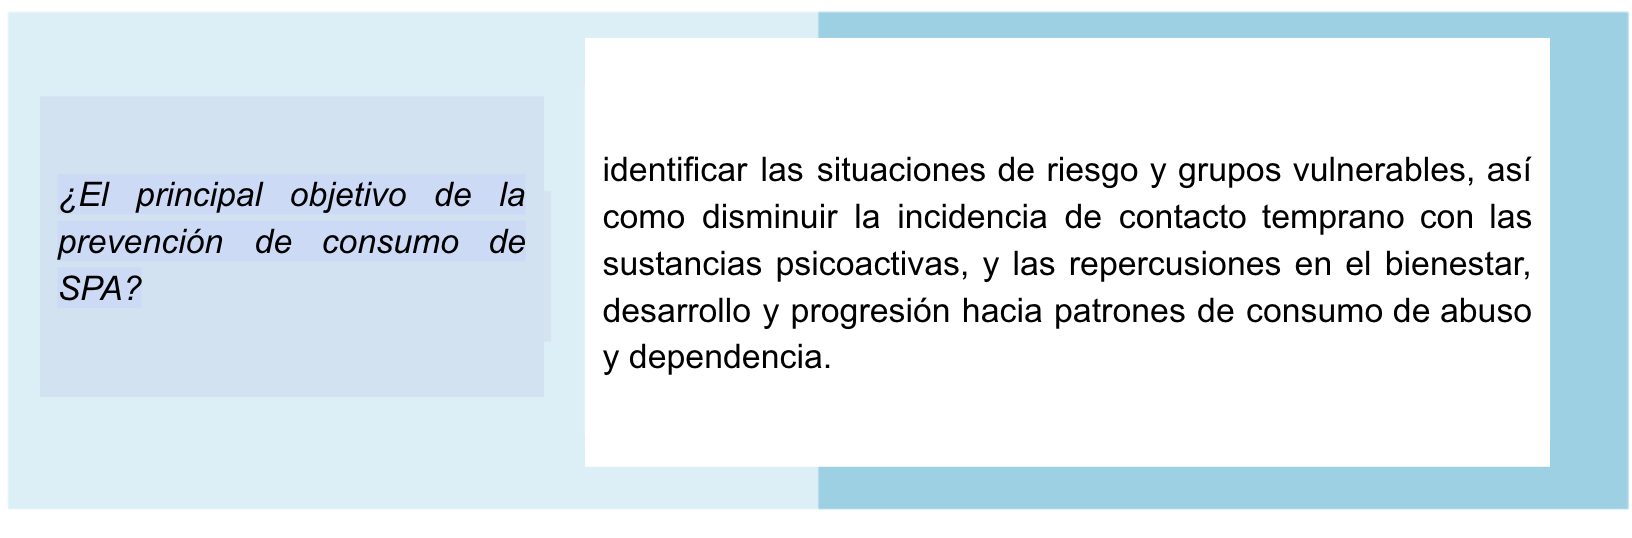 ¿El principal objetivo de la
prevención de consumo de
SPA?
identificar las situaciones de riesgo y grupos vulnerables, así
como disminuir la incidencia de contacto temprano con las
sustancias psicoactivas, y las repercusiones en el bienestar,
desarrollo y progresión hacia patrones de consumo de abuso
y dependencia.